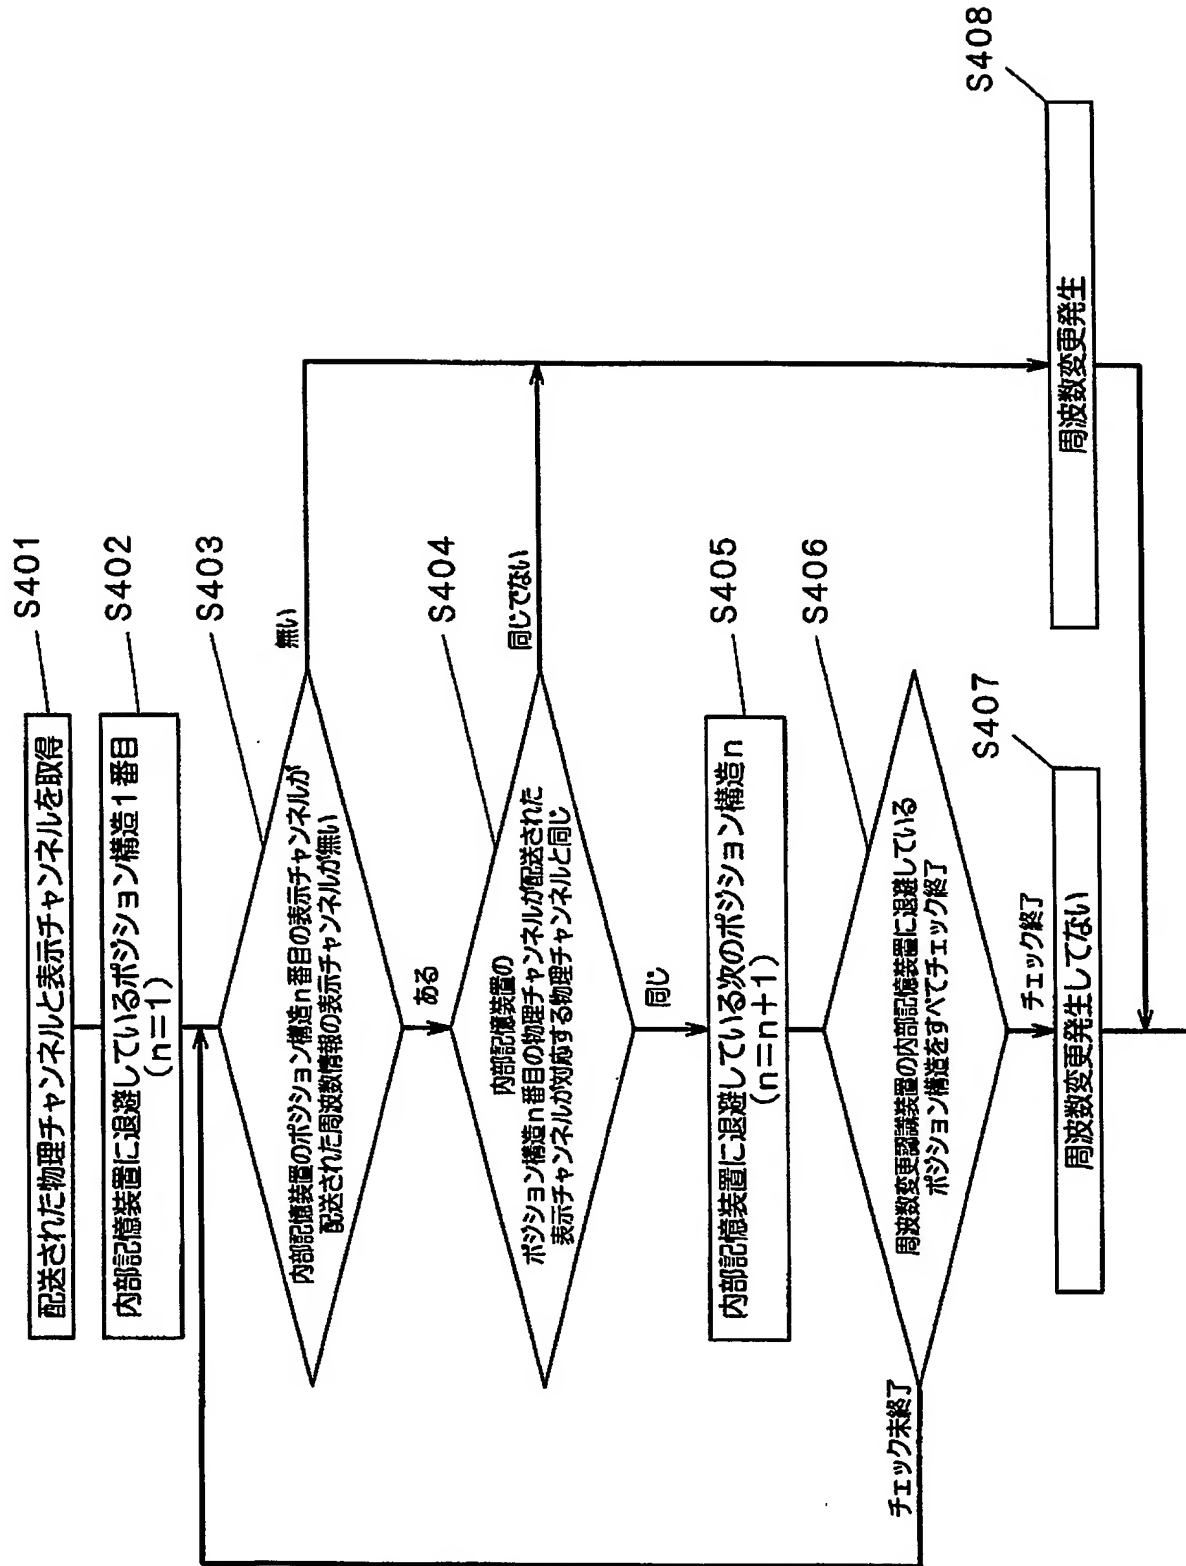 S401
配送された物理チャンネルと表示チャンネルを取得
S402
内部記憶装置に退避しているポジション構造1番目
(n=1)
S403
内部記憶装置のポジション構造n番目の表示チャンネルが
配送された周波数情報の表示チャンネルが無い
無い
ある
S404
内部記憶装置の
ポジション構造n番目の物理チャンネルが配送された
表示チャンネルが対応する物理チャンネルと同じ
同じでない
同じ
S405
内部記憶装置に退避している次のポジション構造n
(n=n+1)
S406
周波数変更認識装置の内部記憶装置に退避している
ポジション構造をすべてチェック終了
チェック未終了
チェック終了
S407
周波数変更発生してない
S408
周波数変更発生